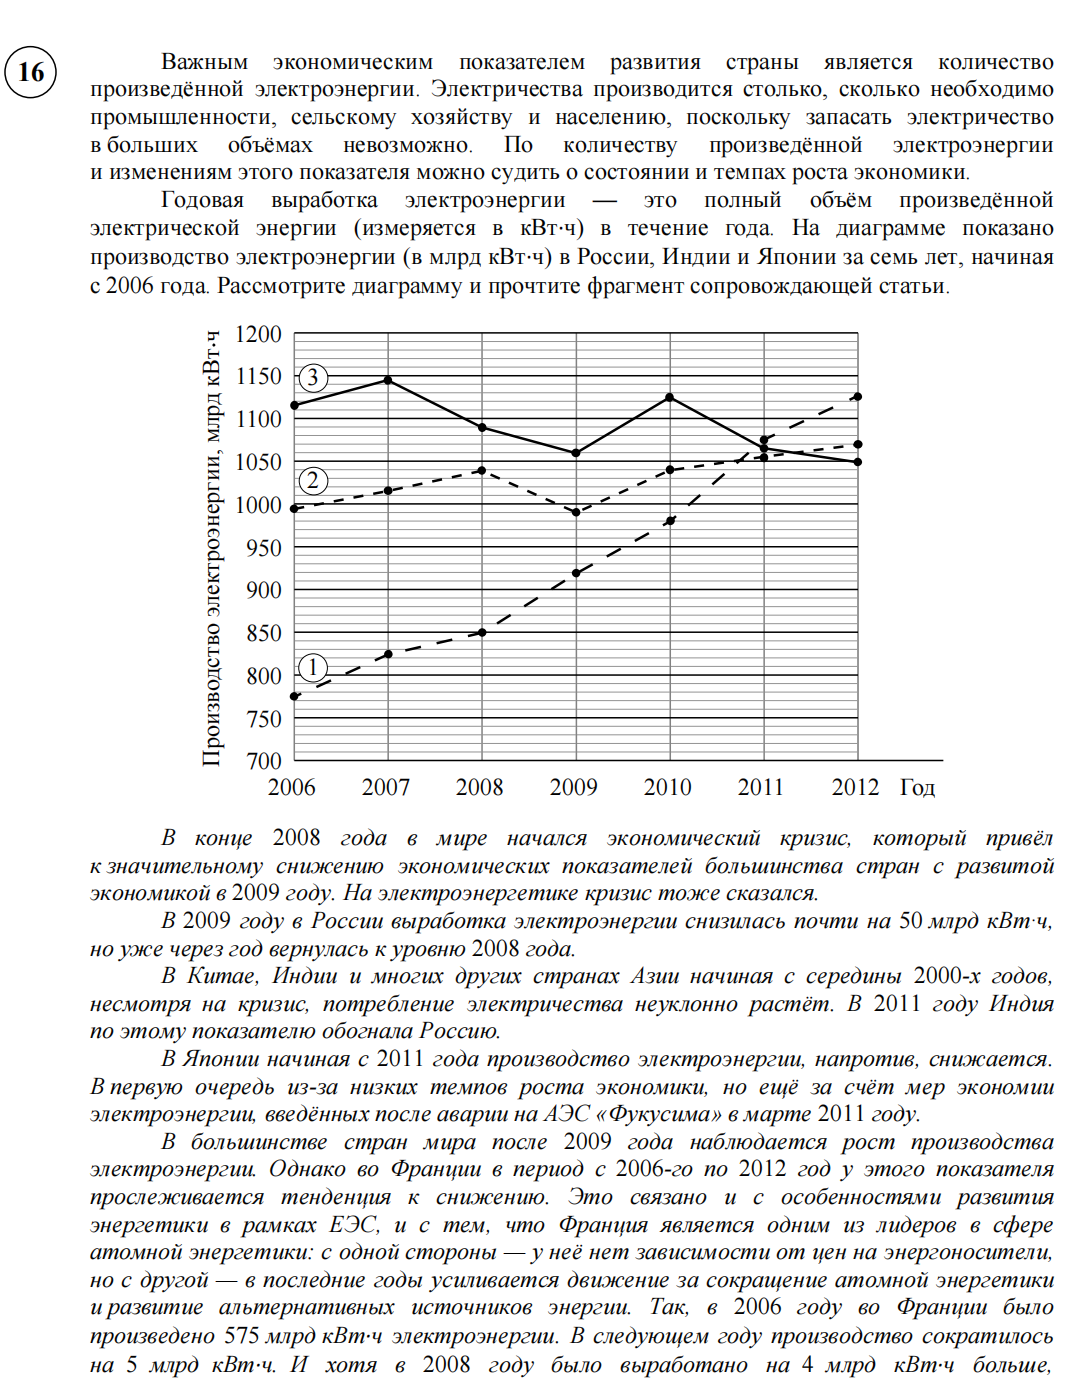 16
Важным экономическим показателем развития страны является количество
произведённой электроэнергии. Электричества производится столько, сколько необходимо
промышленности, сельскому хозяйству и населению, поскольку запасать электричество
в больших объёмах невозможно. По количеству произведённой электроэнергии
и изменениям этого показателя можно судить о состоянии и темпах роста экономики.
Годовая выработка электроэнергии — это полный объём произведённой
электрической энергии (измеряется в кВт·ч) в течение года. На диаграмме показано
производство электроэнергии (в млрд кВт·ч) в России, Индии и Японии за семь лет, начиная
с 2006 года. Рассмотрите диаграмму и прочтите фрагмент сопровождающей статьи.
Производство электроэнергии, млрд кВт·ч
1200
1150
1100
1050
1000
950
900
850
800
750
700
3
2
1
2006 2007 2008 2009 2010 2011 2012 Год
В конце 2008 года в мире начался экономический кризис, который привёл
к значительному снижению экономических показателей большинства стран с развитой
экономикой в 2009 году. На электроэнергетике кризис тоже сказался.
В 2009 году в России выработка электроэнергии снизилась почти на 50 млрд кВт·ч,
но уже через год вернулась к уровню 2008 года.
В Китае, Индии и многих других странах Азии начиная с середины 2000-х годов,
несмотря на кризис, потребление электричества неуклонно растёт. В 2011 году Индия
по этому показателю обогнала Россию.
В Японии начиная с 2011 года производство электроэнергии, напротив, снижается.
В первую очередь из-за низких темпов роста экономики, но ещё за счёт мер экономии
электроэнергии, введённых после аварии на АЭС «Фукусима» в марте 2011 году.
В большинстве стран мира после 2009 года наблюдается рост производства
электроэнергии. Однако во Франции в период с 2006-го по 2012 год у этого показателя
прослеживается тенденция к снижению. Это связано и с особенностями развития
энергетики в рамках ЕЭС, и с тем, что Франция является одним из лидеров в сфере
атомной энергетики: с одной стороны — у неё нет зависимости от цен на энергоносители,
но с другой — в последние годы усиливается движение за сокращение атомной энергетики
и развитие альтернативных источников энергии. Так, в 2006 году во Франции было
произведено 575 млрд кВт·ч электроэнергии. В следующем году производство сократилось
на 5 млрд кВт·ч. И хотя в 2008 году было выработано на 4 млрд кВт·ч больше,